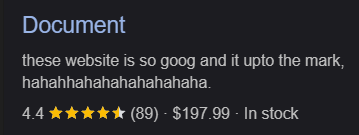 Document
these website is so goog and it upto the mark,
hahahhahahahahahahaha.
4.4 ★★★★★ (89) · $197.99 · In stock